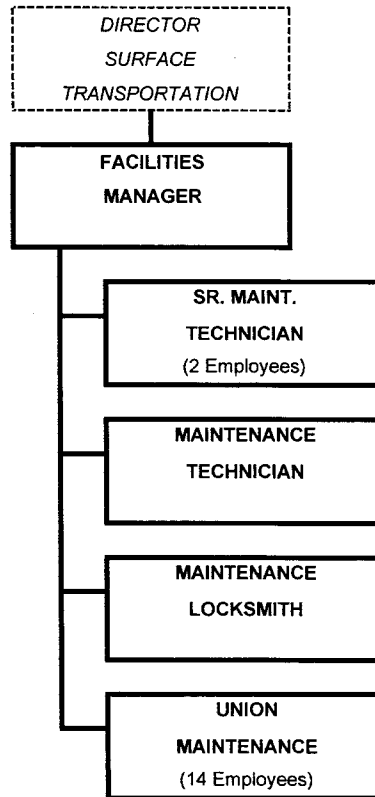 DIRECTOR
SURFACE
TRANSPORTATION
FACILITIES
MANAGER
SR. MAINT.
TECHNICIAN
(2 Employees)
MAINTENANCE
TECHNICIAN
MAINTENANCE
LOCKSMITH
UNION
MAINTENANCE
(14 Employees)